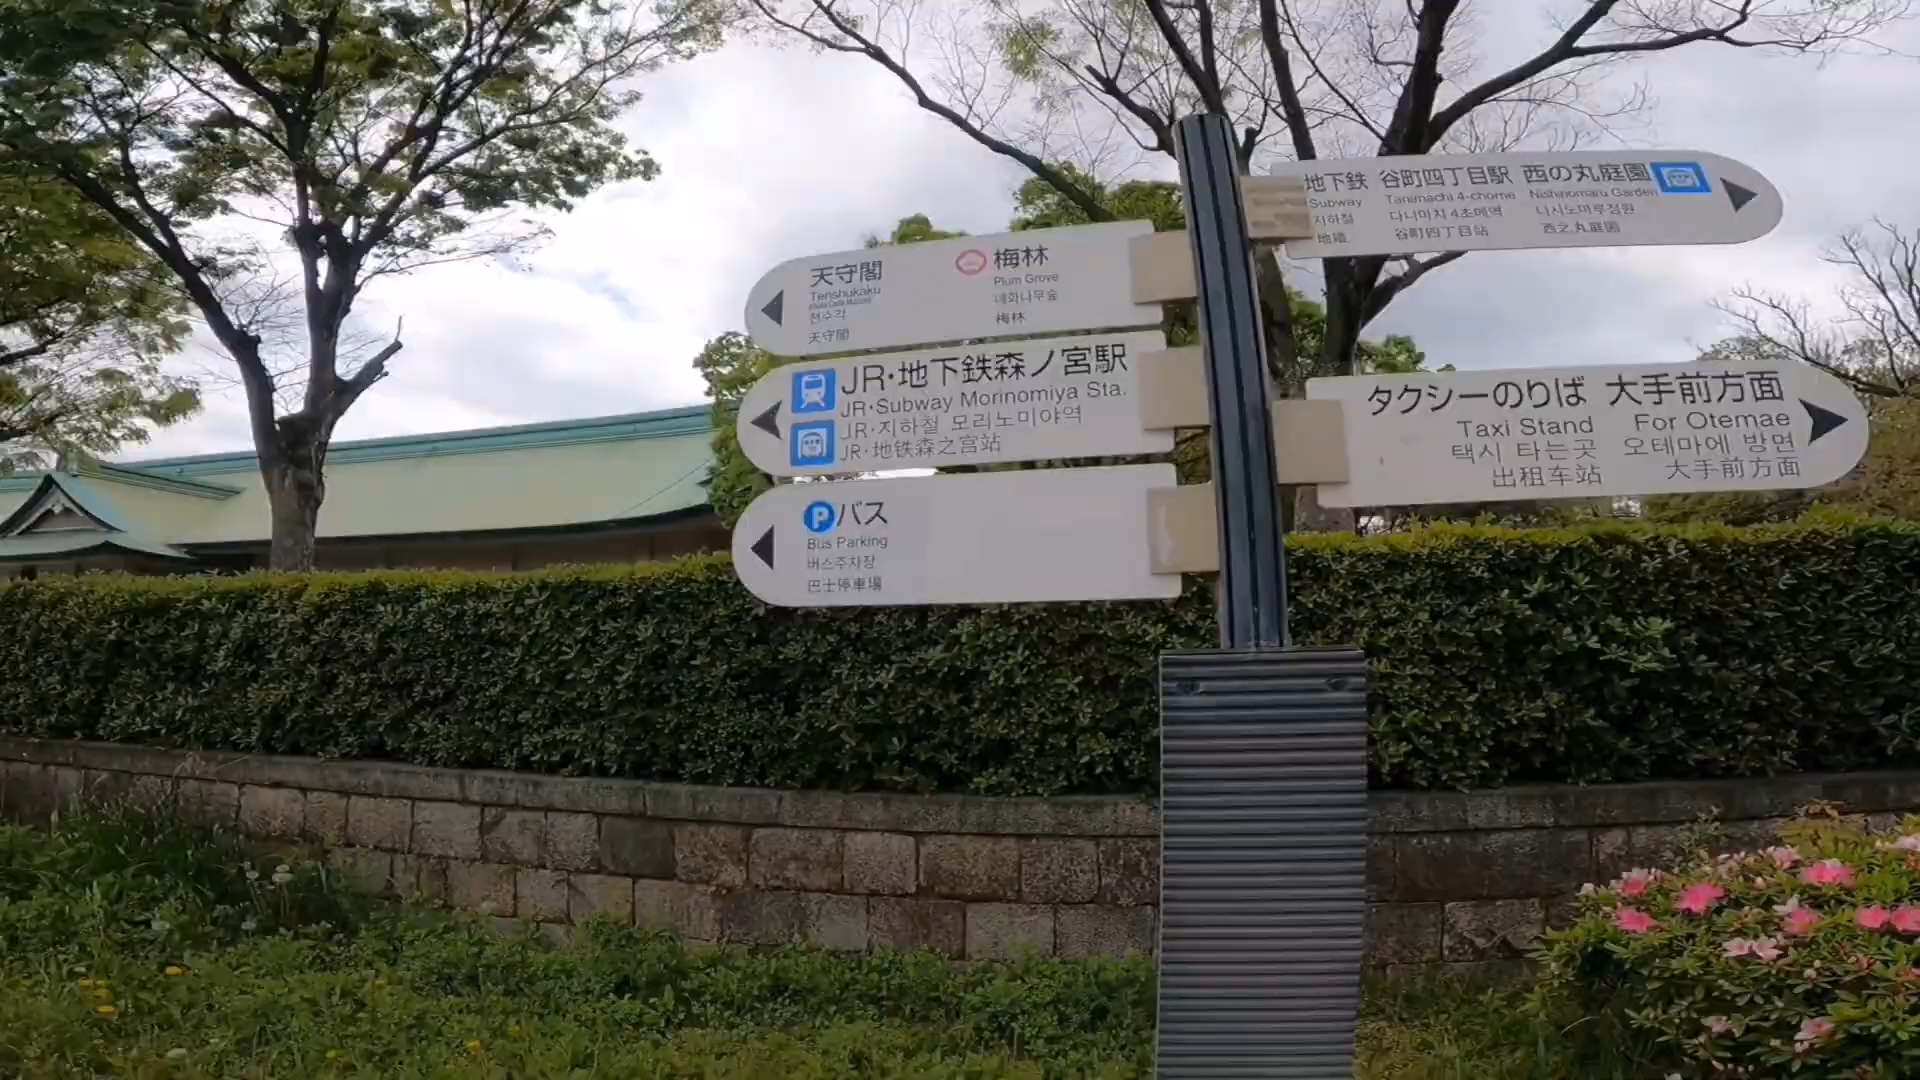 天守閣
Tenshukaku
(Osaka Castle Museum)
천수각
天守閣
梅林
Plum Grove
매화나무숲
梅林
JR・地下鉄森ノ宮駅
JR・Subway Morinomiya Sta.
JR・지하철 모리노미야역
JR・地铁森之宫站
P バス
Bus Parking
버스주차장
巴士停車場
地下鉄 谷町四丁目駅 西の丸庭園
Subway Tanimachi 4-chome Nishinomaru Garden
지하철 다니마치 4초메역 니시노마루정원
地鐵 谷町四丁目站 西之丸庭園
タクシーのりば 大手前方面
Taxi Stand For Otemae
택시 타는곳 오테마에 방면
出租车站 大手前方面